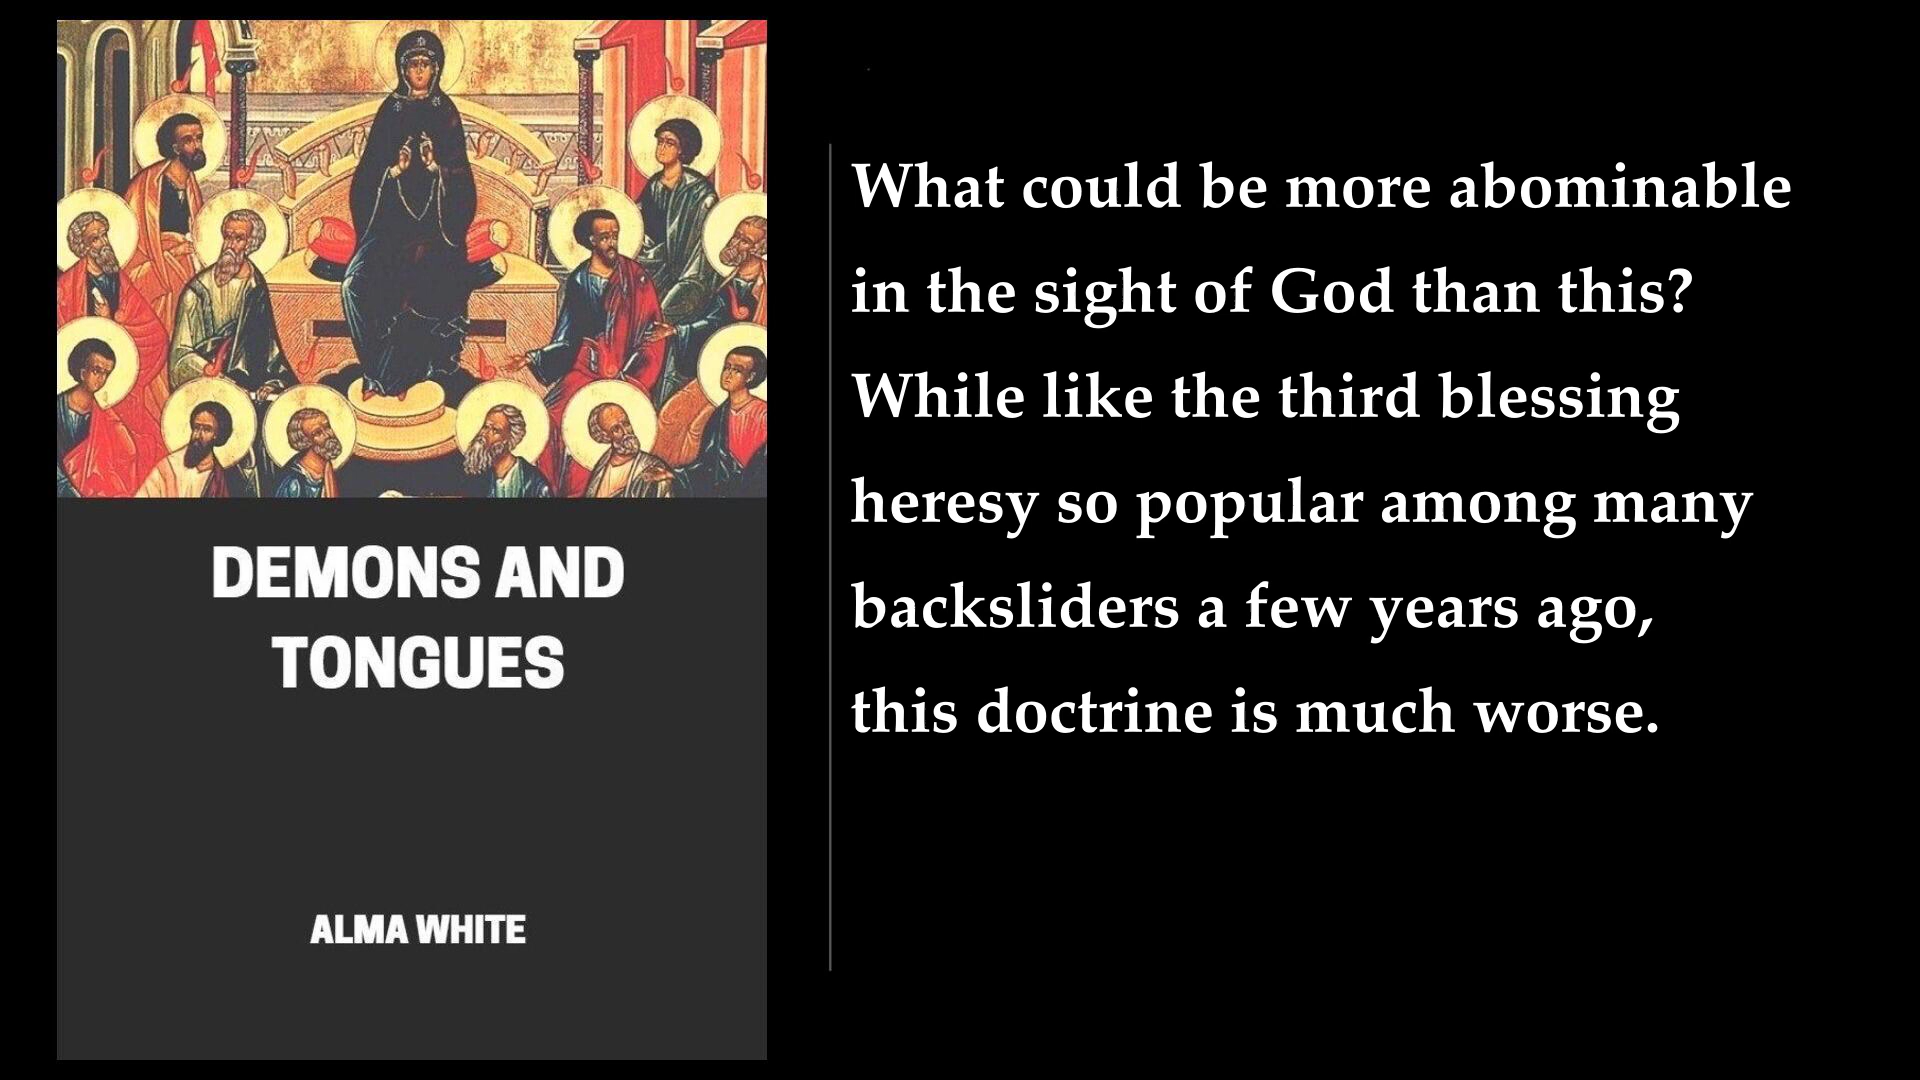 DEMONS AND
TONGUES
ALMA WHITE
What could be more abominable
in the sight of God than this?
While like the third blessing
heresy so popular among many
backsliders a few years ago,
this doctrine is much worse.